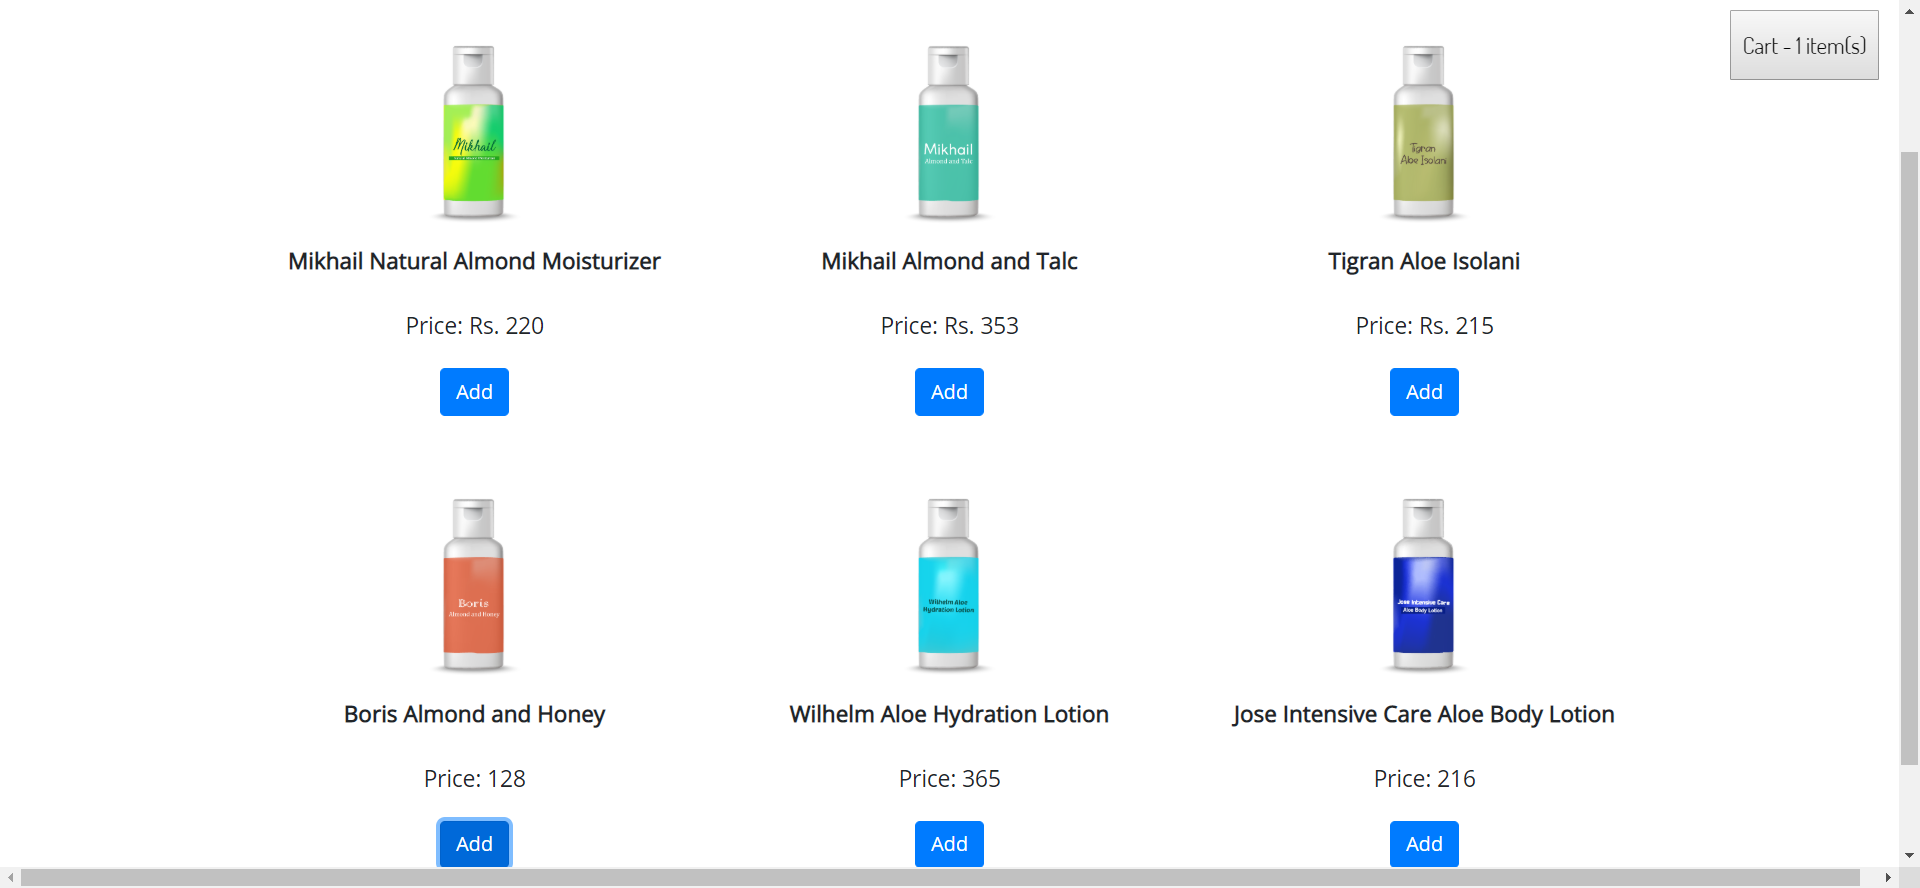 Cart - 1 item(s)
Mikhail
Mikhail
Almond and Talc
Tigran
Aloe Isolani
Mikhail Natural Almond Moisturizer
Mikhail Almond and Talc
Tigran Aloe Isolani
Price: Rs. 220
Price: Rs. 353
Price: Rs. 215
Add
Add
Add
Boris
Almond and Honey
Wilhelm Aloe
Hydration Lotion
Jose Intensive Care
Aloe Body Lotion
Boris Almond and Honey
Wilhelm Aloe Hydration Lotion
Jose Intensive Care Aloe Body Lotion
Price: 128
Price: 365
Price: 216
Add
Add
Add